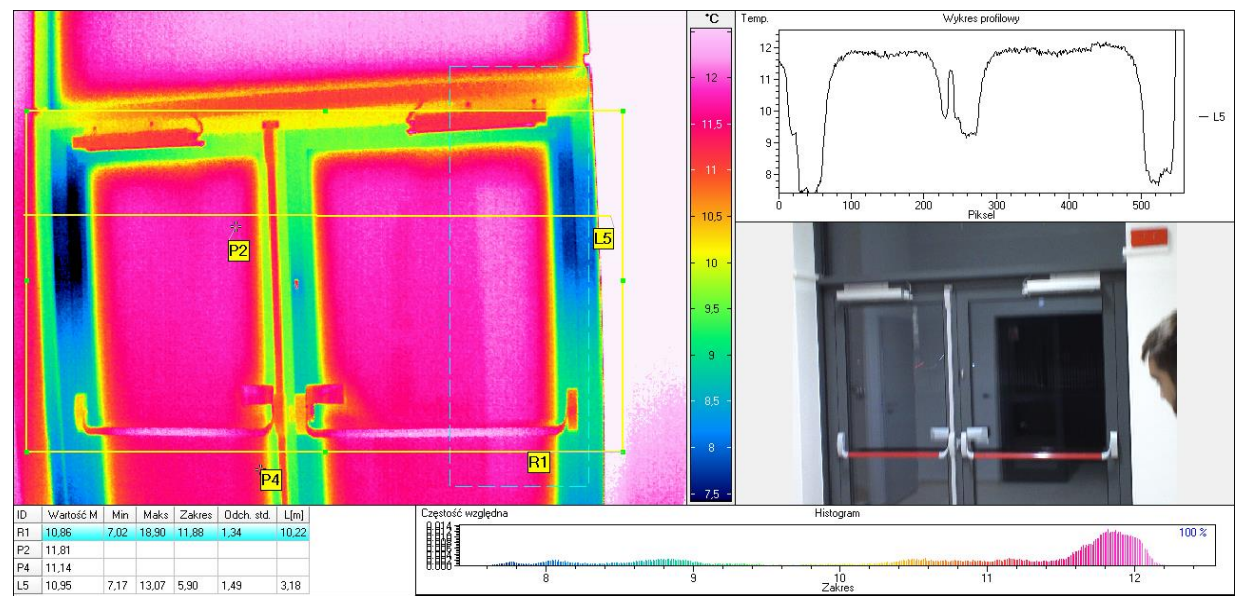 °C
12
11,5
11
10,5
10
9,5
9
8,5
8
7,5
P2
L5
R1
P4
Temp. Wykres profilowy
12
11
10
9
8
0 100 200 300 400 500
Piksel
L5
ID Wartość M Min Maks Zakres Odch. std. L[m]
R1 10,86 7,02 18,90 11,88 1,34 10,22
P2 11,81
P4 11,14
L5 10,95 7,17 13,07 5,90 1,49 3,18
Częstość względna Histogram
0.014
100 %
0.000
8 9 10 11 12
Zakres